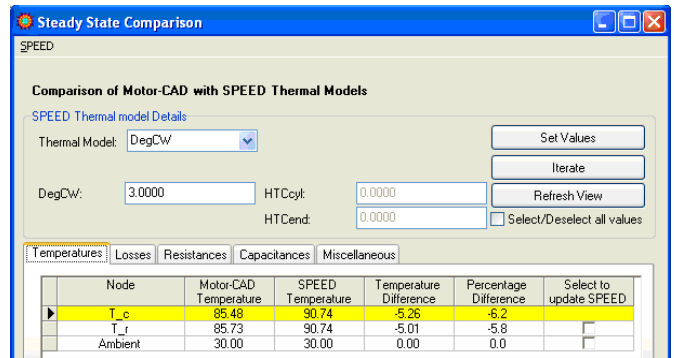 Steady State Comparison
SPEED
Comparison of Motor-CAD with SPEED Thermal Models
SPEED Thermal model Details
Thermal Model: DegCW Set Values
Iterate
DegCW: 3.0000 HTCcyl: 0.0000 Refresh View
HTCend: 0.0000 Select/Deselect all values
Temperatures Losses Resistances Capacitances Miscellaneous
Node Motor-CAD Temperature SPEED Temperature Temperature Difference Percentage Difference Select to update SPEED
T_c 85.48 90.74 -5.26 -6.2
T_r 85.73 90.74 -5.01 -5.8
Ambient 30.00 30.00 0.00 0.0